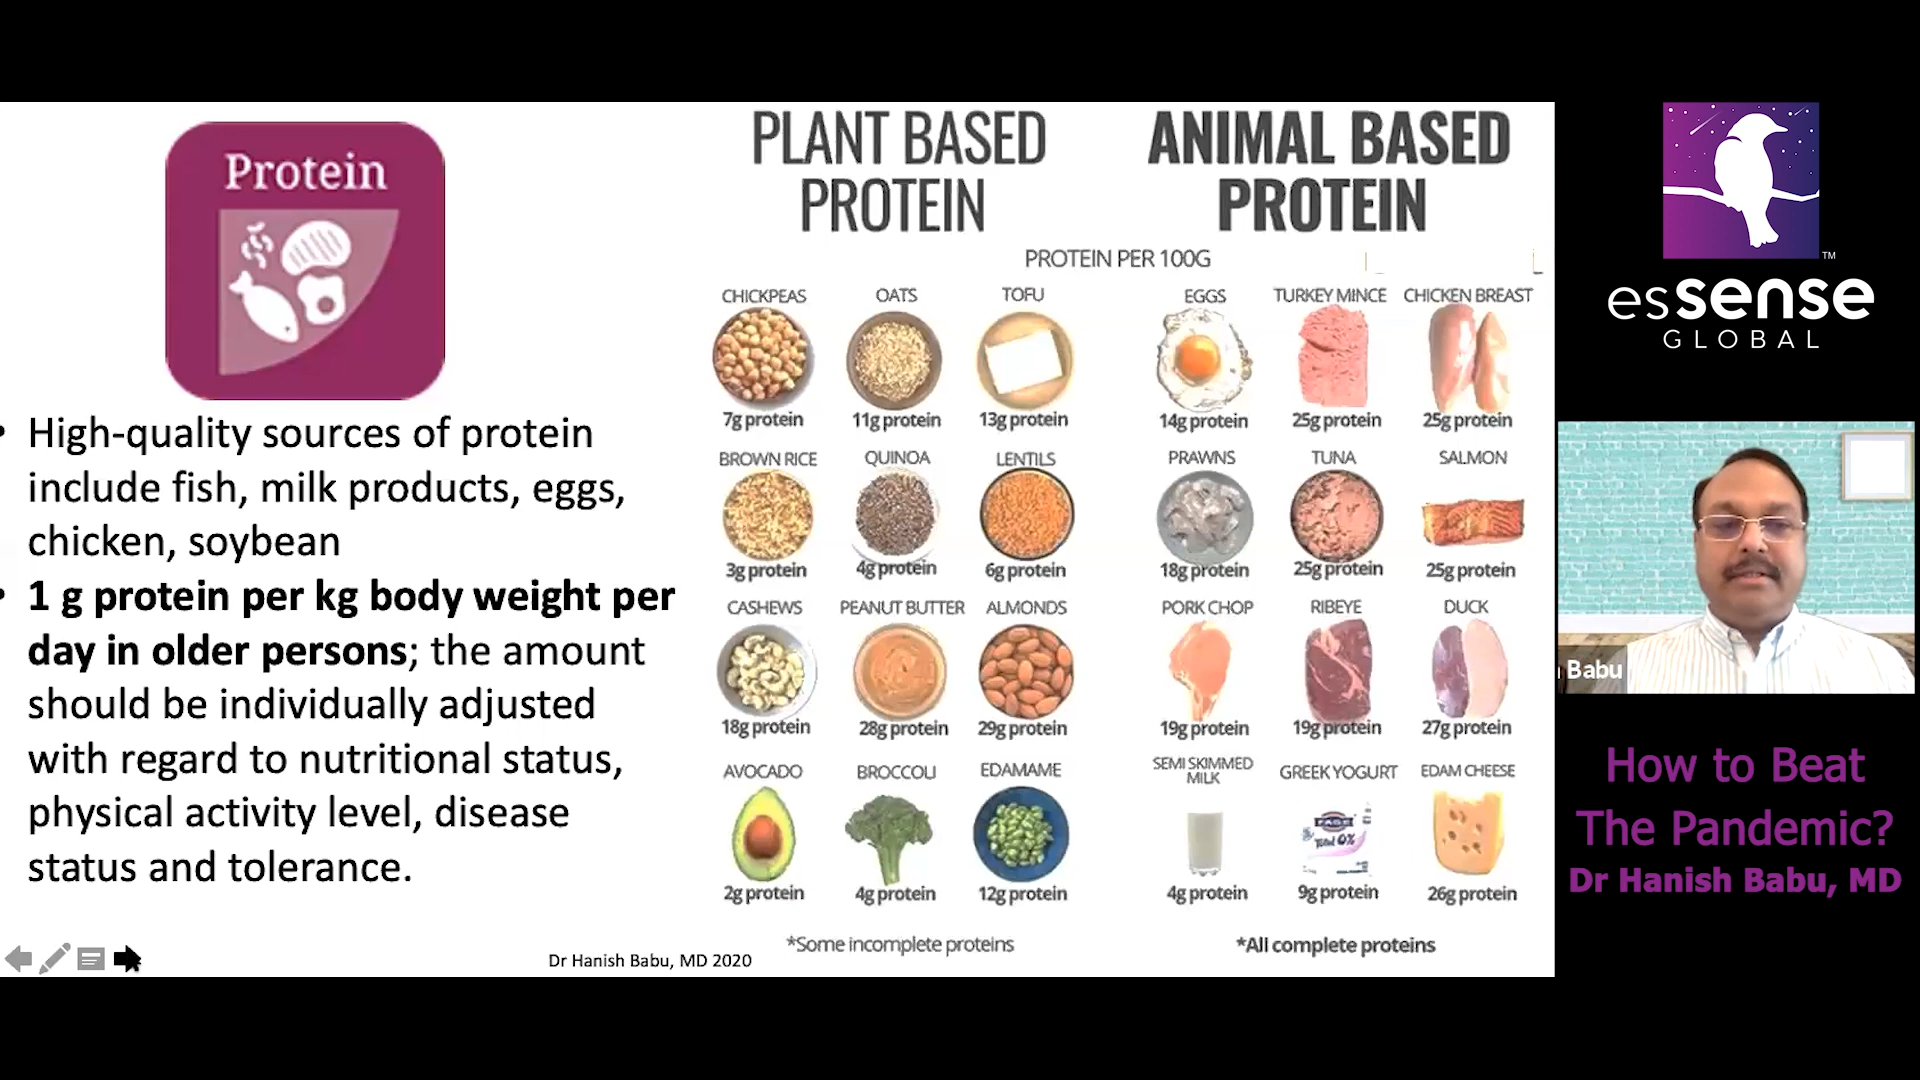 Protein
• High-quality sources of protein
include fish, milk products, eggs,
chicken, soybean
• 1 g protein per kg body weight per
day in older persons; the amount
should be individually adjusted
with regard to nutritional status,
physical activity level, disease
status and tolerance.
Dr Hanish Babu, MD 2020
PLANT BASED
PROTEIN
ANIMAL BASED
PROTEIN
PROTEIN PER 100G
CHICKPEAS OATS TOFU
7g protein 11g protein 13g protein
BROWN RICE QUINOA LENTILS
3g protein 4g protein 6g protein
CASHEWS PEANUT BUTTER ALMONDS
18g protein 28g protein 29g protein
AVOCADO BROCCOLI EDAMAME
2g protein 4g protein 12g protein
*Some incomplete proteins
EGGS TURKEY MINCE CHICKEN BREAST
14g protein 25g protein 25g protein
PRAWNS TUNA SALMON
18g protein 25g protein 25g protein
PORK CHOP RIBEYE DUCK
19g protein 19g protein 27g protein
SEMI SKIMMED
MILK
GREEK YOGURT EDAM CHEESE
FAGE
Total 0%
4g protein 9g protein 26g protein
*All complete proteins
TM
esSense
GLOBAL
Babu
How to Beat
The Pandemic?
Dr Hanish Babu, MD